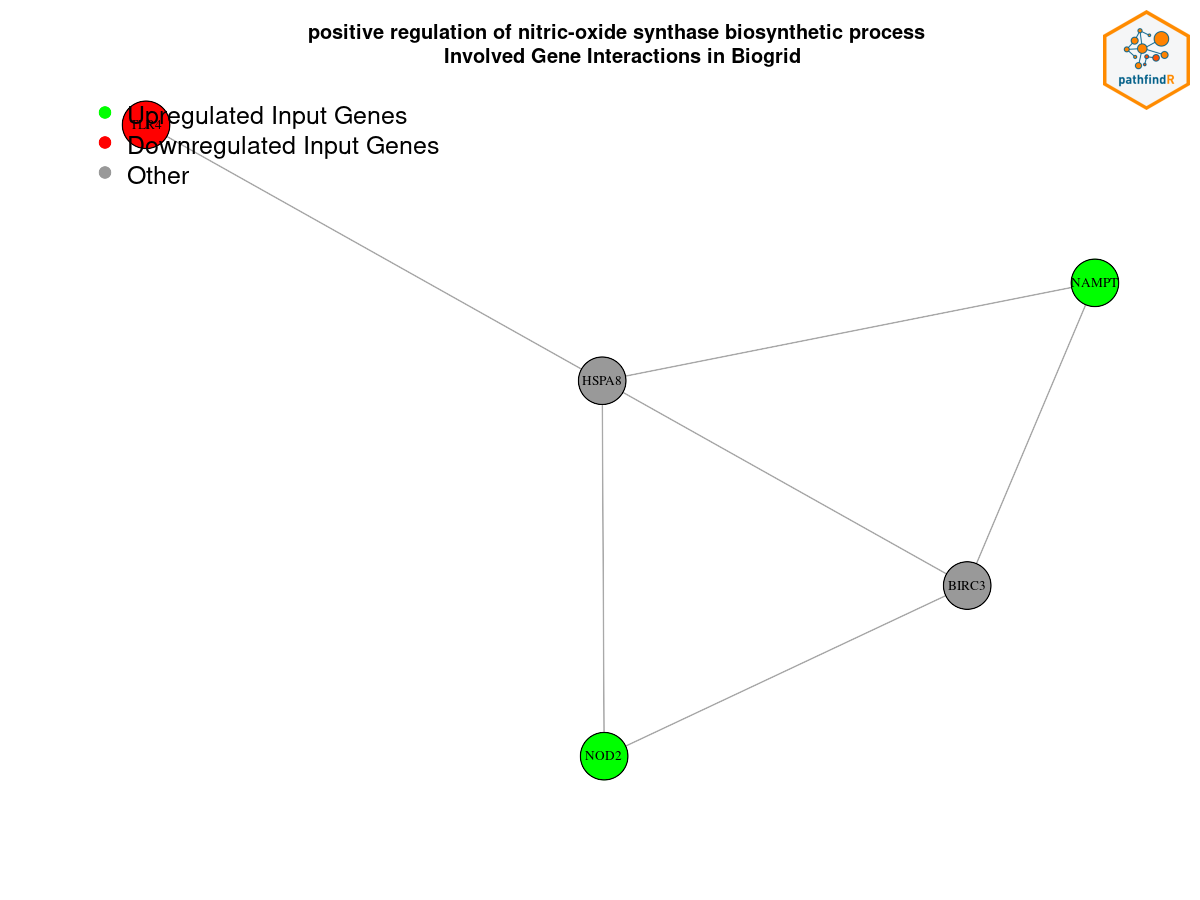 positive regulation of nitric-oxide synthase biosynthetic process
Involved Gene Interactions in Biogrid
pathfindR
Upregulated Input Genes
TLR4
Downregulated Input Genes
Other
NAMPT
HSPA8
BIRC3
NOD2